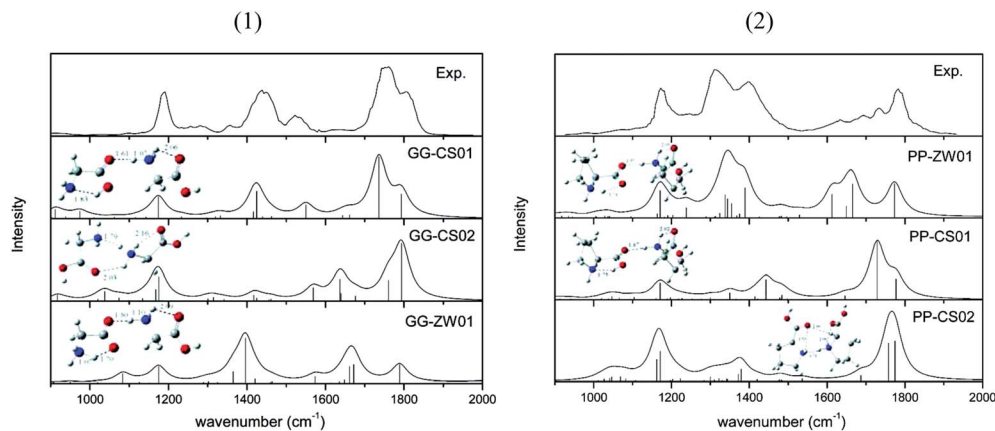 (1)
Exp.
GG-CS01
GG-CS02
GG-ZW01
Intensity
1000 1200 1400 1600 1800 2000
wavenumber (cm⁻¹)
(2)
Exp.
PP-ZW01
PP-CS01
PP-CS02
Intensity
1000 1200 1400 1600 1800 2000
wavenumber (cm⁻¹)